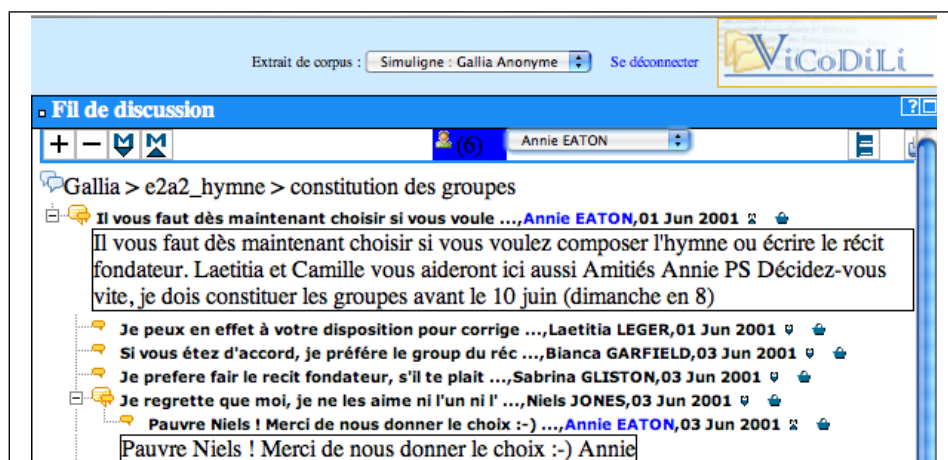 Extrait de corpus : Simuligne : Gallia Anonyme Se déconnecter
ViCoDiLi
Fil de discussion ?
+ − (6) Annie EATON
Gallia > e2a2_hymne > constitution des groupes
Il vous faut dès maintenant choisir si vous voule ...,Annie EATON,01 Jun 2001
Il vous faut dès maintenant choisir si vous voulez composer l'hymne ou écrire le récit
fondateur. Laetitia et Camille vous aideront ici aussi Amitiés Annie PS Décidez-vous
vite, je dois constituer les groupes avant le 10 juin (dimanche en 8)
Je peux en effet à votre disposition pour corrige ...,Laetitia LEGER,01 Jun 2001
Si vous étez d'accord, je préfére le group du réc ...,Bianca GARFIELD,03 Jun 2001
Je prefere fair le recit fondateur, s'il te plait ...,Sabrina GLISTON,03 Jun 2001
Je regrette que moi, je ne les aime ni l'un ni l' ...,Niels JONES,03 Jun 2001
Pauvre Niels ! Merci de nous donner le choix :-) ...,Annie EATON,03 Jun 2001
Pauvre Niels ! Merci de nous donner le choix :-) Annie